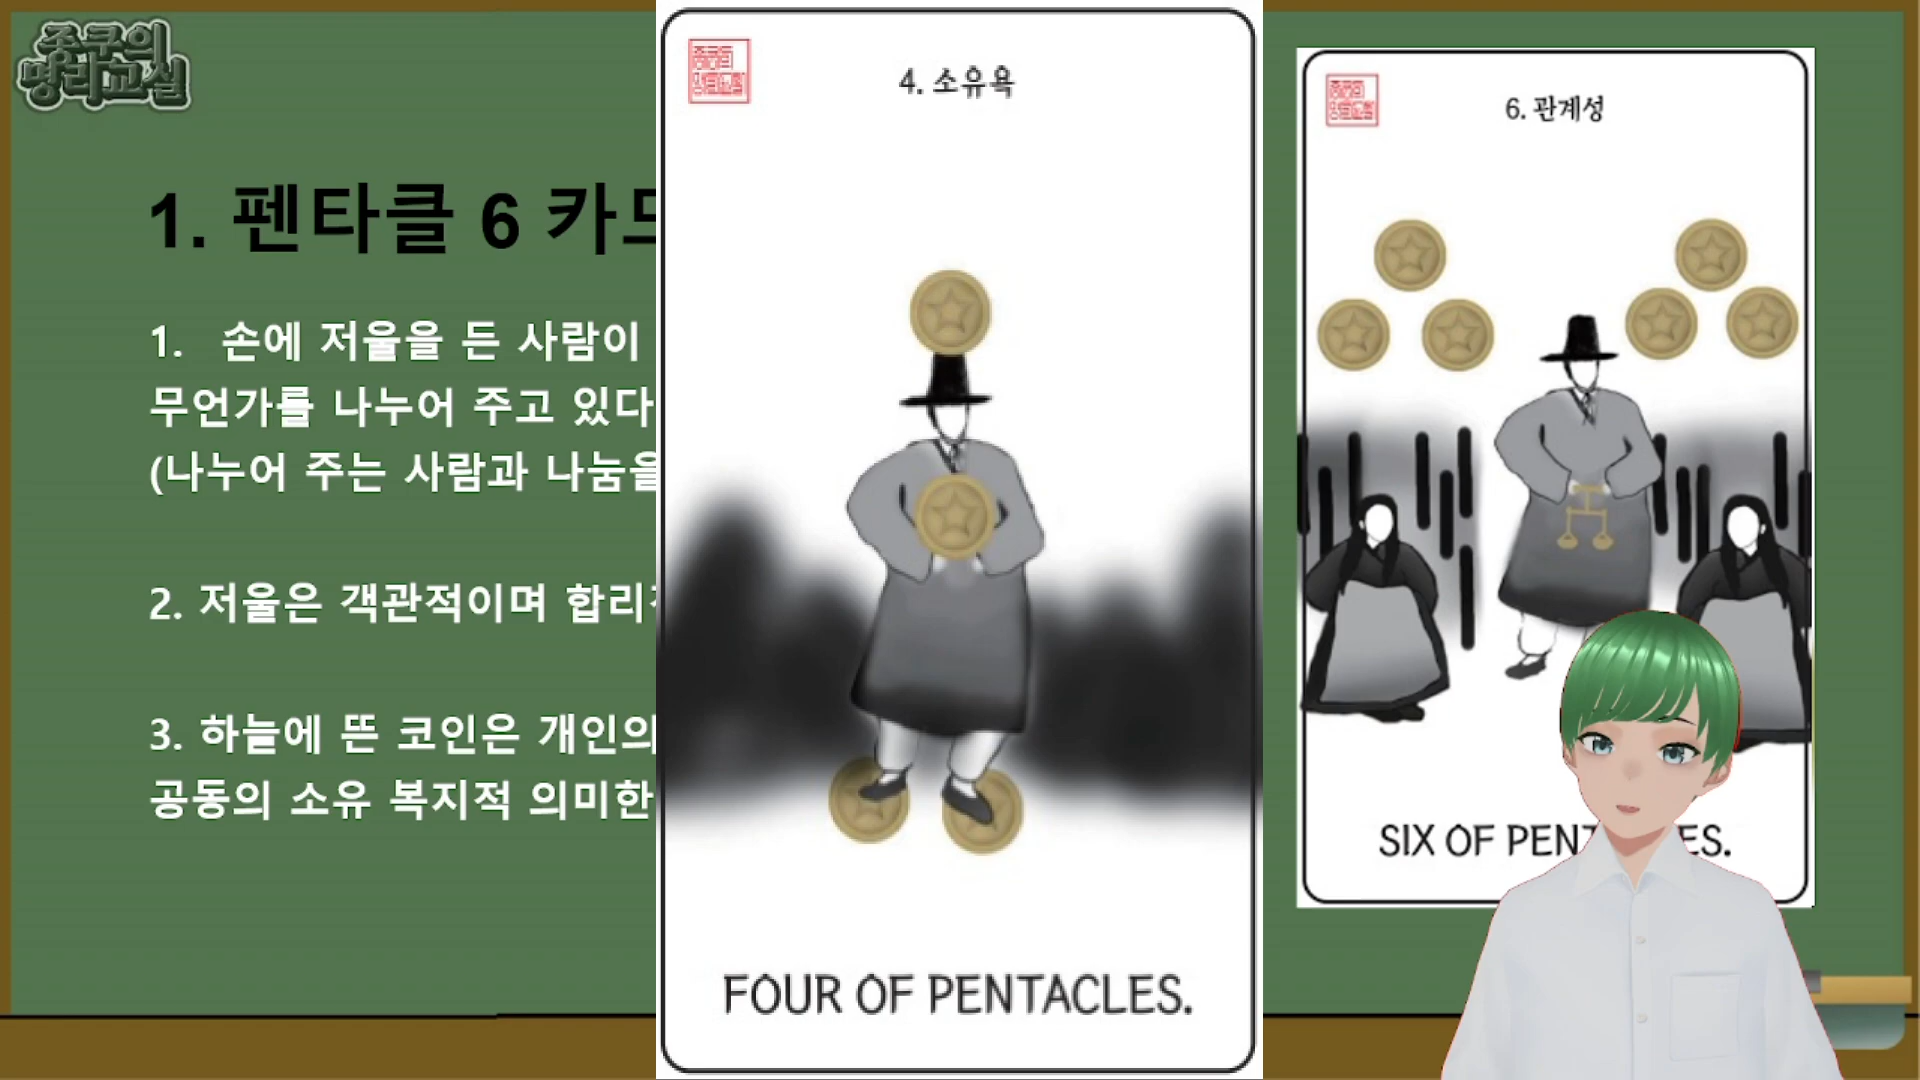 종쿠의
명리교실
1. 펜타클 6 카드
1. 손에 저울을 든 사람이
무언가를 나누어 주고 있다
(나누어 주는 사람과 나눔을
2. 저울은 객관적이며 합리적
3. 하늘에 뜬 코인은 개인의
공동의 소유 복지적 의미한
4. 소유욕
FOUR OF PENTACLES.
6. 관계성
SIX OF PENTACLES.